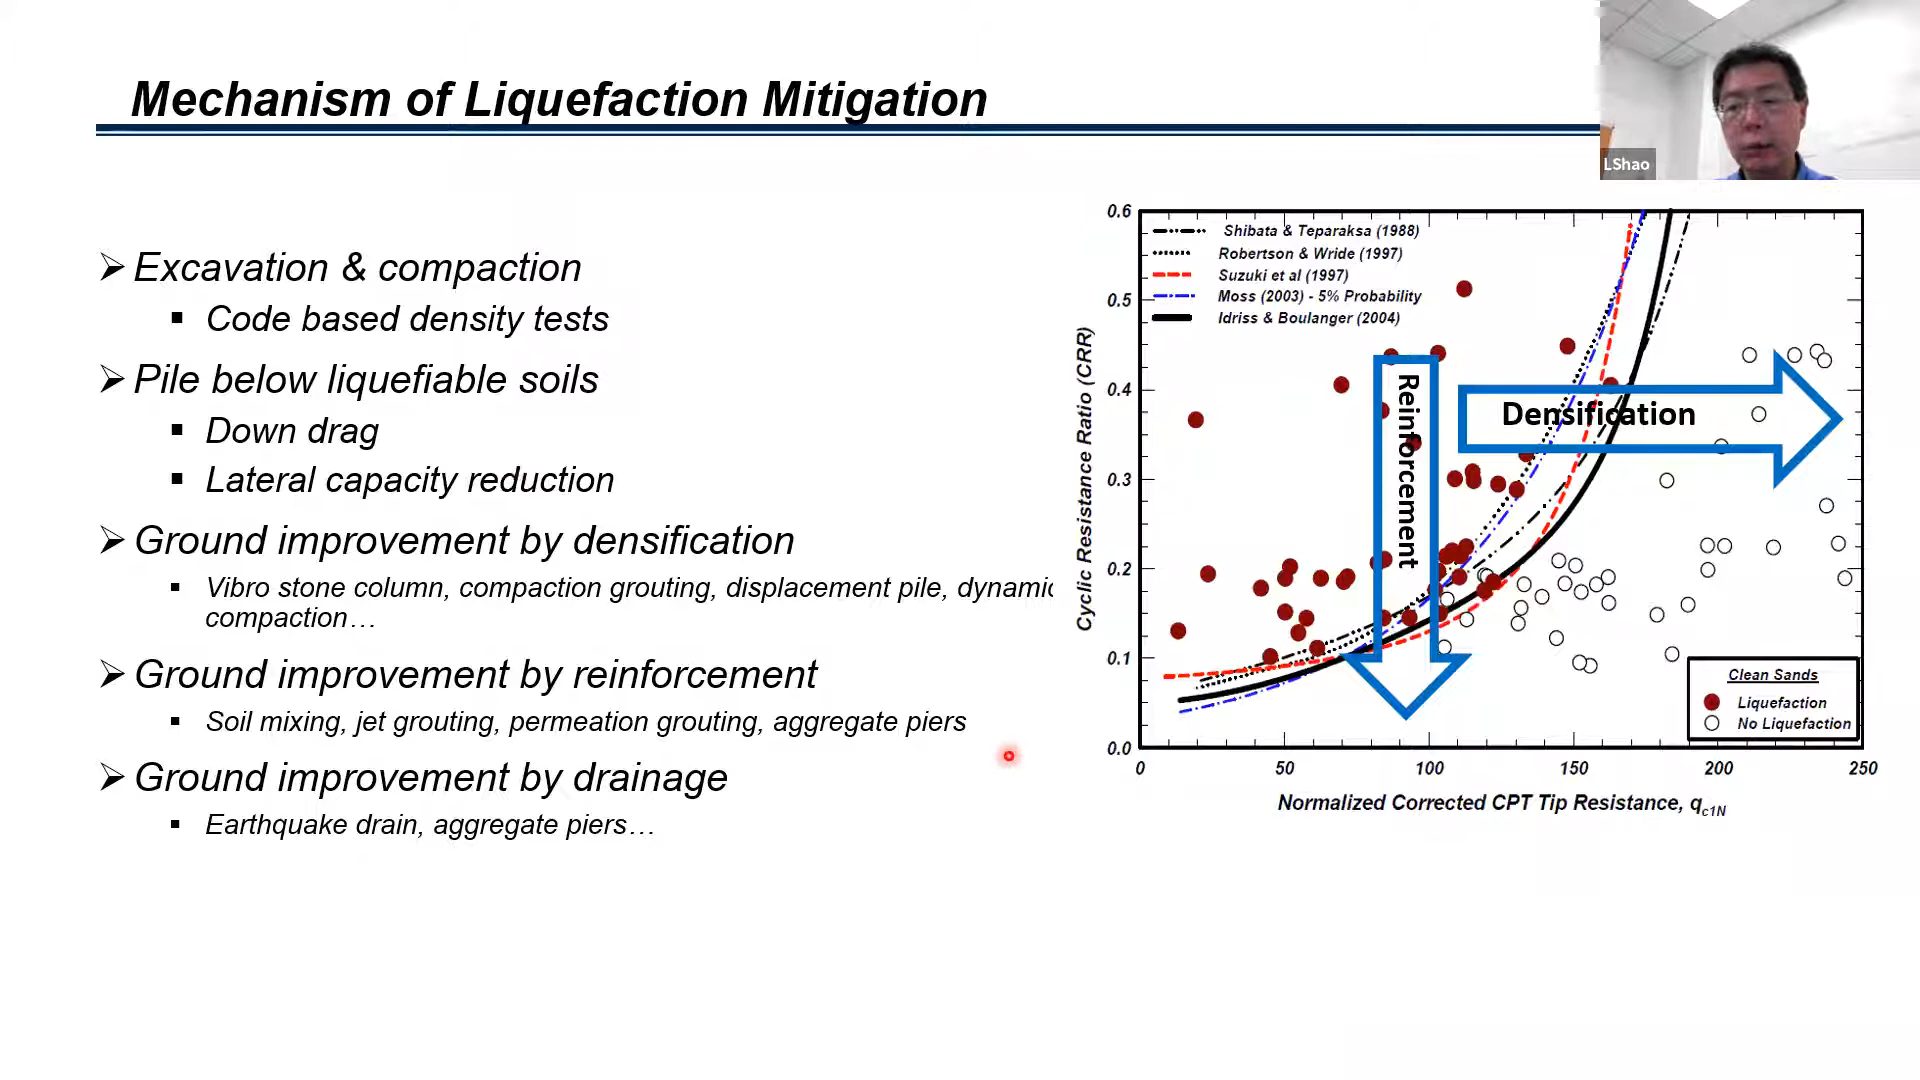 Mechanism of Liquefaction Mitigation
LShao
➢ Excavation & compaction
▪ Code based density tests
➢ Pile below liquefiable soils
▪ Down drag
▪ Lateral capacity reduction
➢ Ground improvement by densification
▪ Vibro stone column, compaction grouting, displacement pile, dynamic
compaction…
➢ Ground improvement by reinforcement
▪ Soil mixing, jet grouting, permeation grouting, aggregate piers
➢ Ground improvement by drainage
▪ Earthquake drain, aggregate piers…
Cyclic Resistance Ratio (CRR)
0.6
0.5
0.4
0.3
0.2
0.1
0.0
Shibata & Teparaksa (1988)
Robertson & Wride (1997)
Suzuki et al (1997)
Moss (2003) - 5% Probability
Idriss & Boulanger (2004)
Reinforcement
Densification
Clean Sands
Liquefaction
No Liquefaction
0 50 100 150 200 250
Normalized Corrected CPT Tip Resistance, qc1N